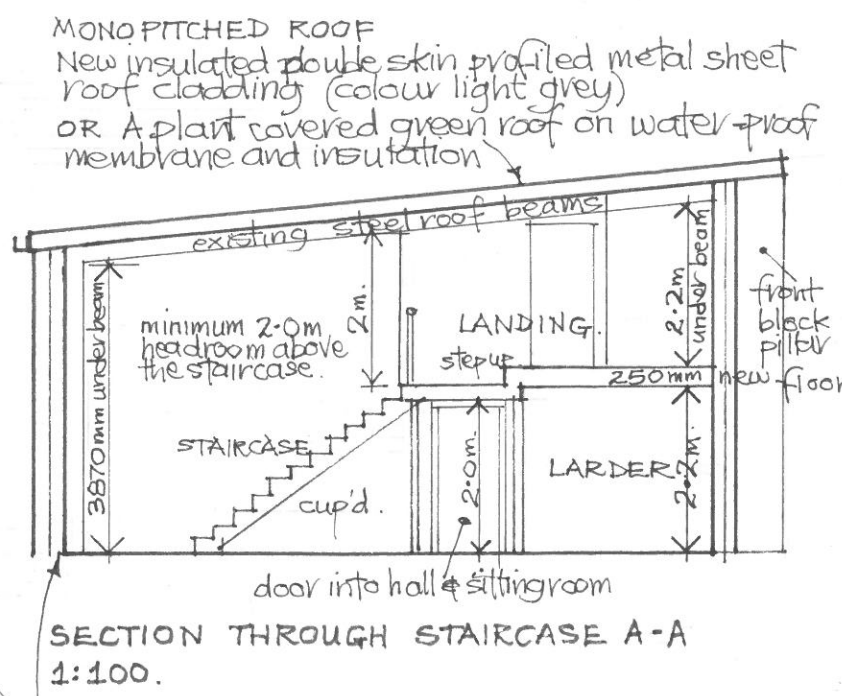 MONOPITCHED ROOF
New insulated double skin profiled metal sheet
roof cladding (colour light grey)
OR A plant covered green roof on water-proof
membrane and insulation
existing steel roof beams
3870mm under beam
minimum 2.0m
headroom above
the staircase.
2m.
LANDING.
step up
2.2m
under beam
front
block
pillar
250mm new floor
STAIRCASE
cup'd.
2.0m.
LARDER
2.2m.
door into hall & sittingroom
SECTION THROUGH STAIRCASE A-A
1:100.